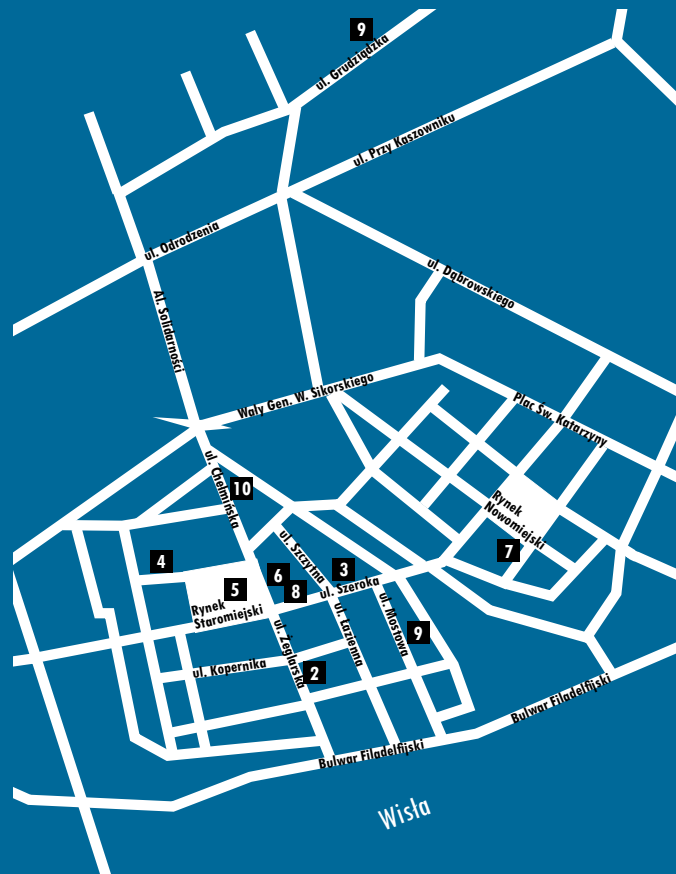 9
ul. Grudziądzka
ul. Przy Kaszowniku
ul. Odrodzenia
ul. Dąbrowskiego
Al. Solidarności
Wały Gen. W. Sikorskiego
Plac Św. Katarzyny
ul. Chełmińska
10
Rynek
Nowomiejski
7
ul. Szczytna
4
3
6
5
8
ul. Szeroka
Rynek
Staromiejski
ul. Żeglarska
ul. Łazienna
ul. Mostowa
9
ul. Kopernika
2
Bulwar Filadelfijski
Bulwar Filadelfijski
Wisła